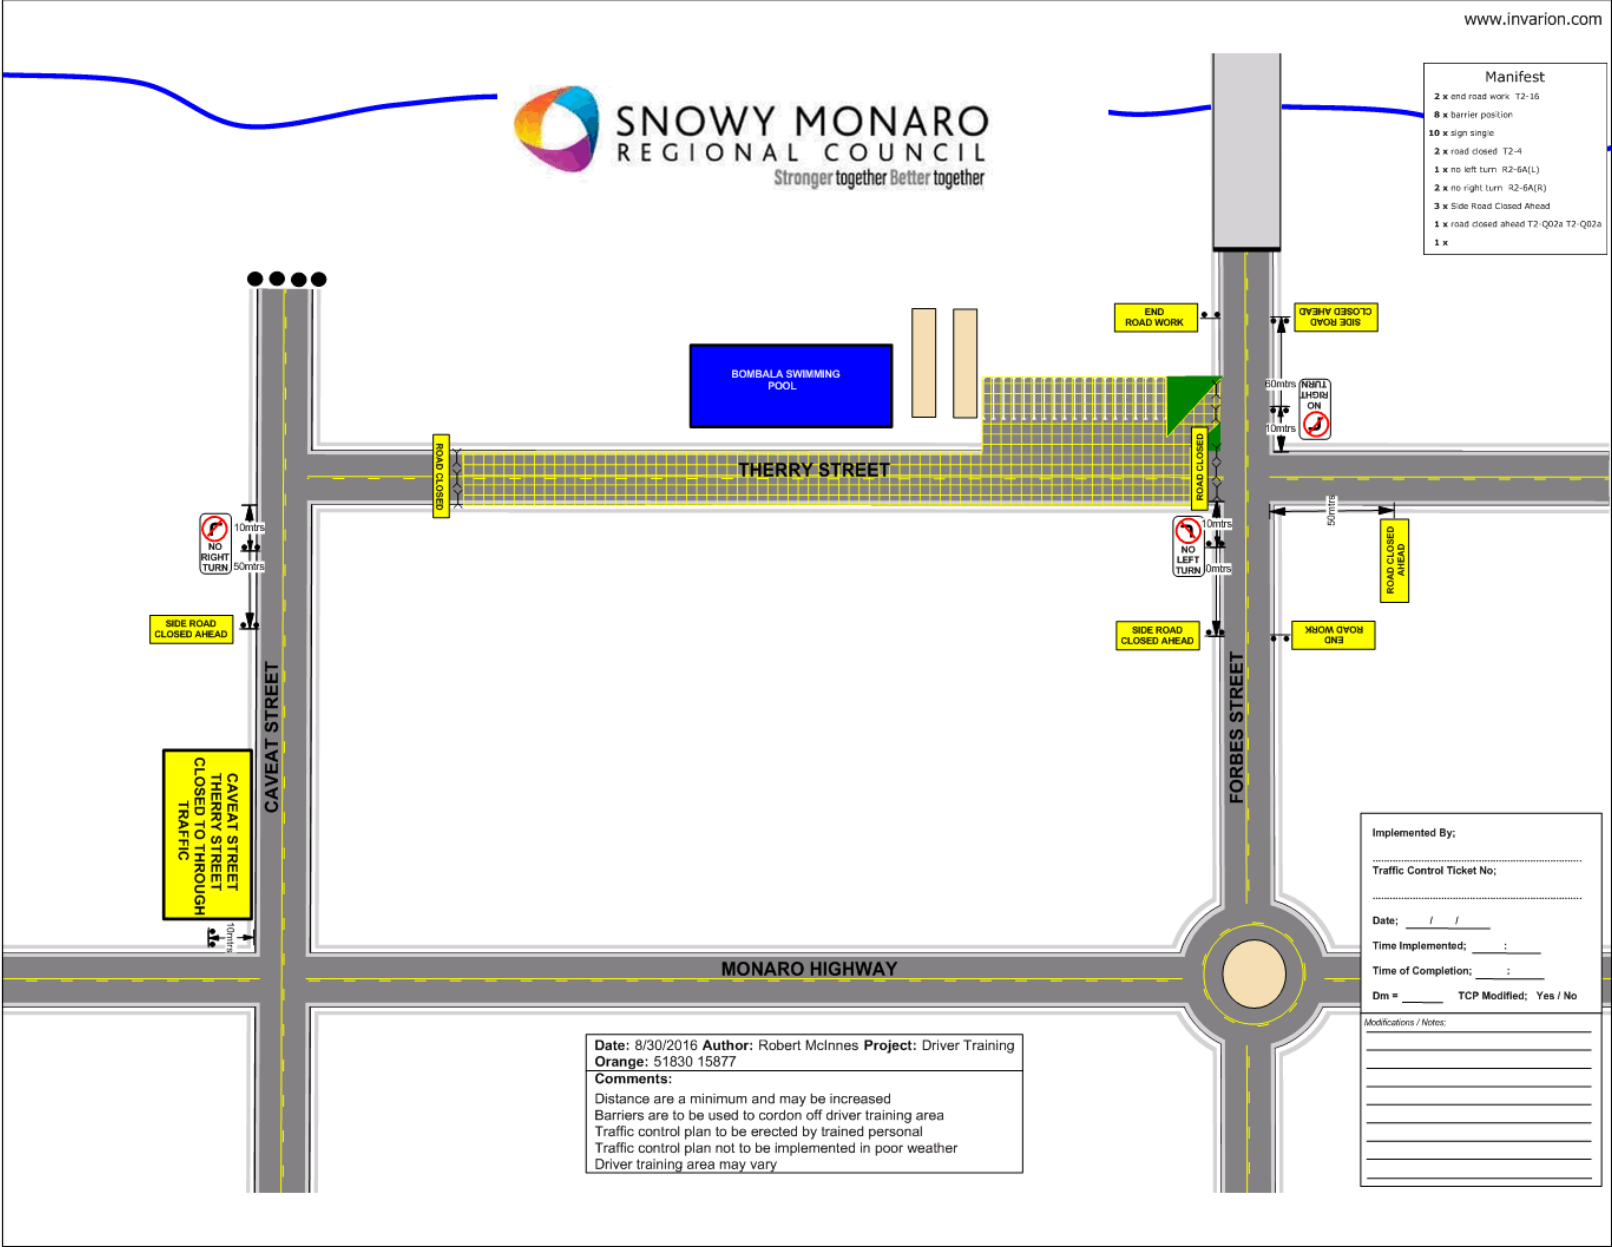 www.invarion.com
SNOWY MONARO
REGIONAL COUNCIL
Stronger together Better together
Manifest
2 x end road work T2-16
8 x barrier position
10 x sign single
2 x road closed T2-4
1 x no left turn R2-6A(L)
2 x no right turn R2-6A(R)
3 x Side Road Closed Ahead
1 x road closed ahead T2-Q02a T2-Q02a
1 x
END
ROAD WORK
SIDE ROAD
CLOSED AHEAD
BOMBALA SWIMMING
POOL
60mtrs
NO
RIGHT
TURN
10mtrs
ROAD CLOSED
THERRY STREET
ROAD CLOSED
NO
RIGHT
TURN
10mtrs
50mtrs
NO
LEFT
TURN
10mtrs
0mtrs
50mtrs
ROAD CLOSED
AHEAD
SIDE ROAD
CLOSED AHEAD
SIDE ROAD
CLOSED AHEAD
END
ROAD WORK
CAVEAT STREET
FORBES STREET
CAVEAT STREET
THERRY STREET
CLOSED TO THROUGH
TRAFFIC
10mtrs
MONARO HIGHWAY
Implemented By;
Traffic Control Ticket No;
Date; / /
Time Implemented; :
Time of Completion; :
Dm = TCP Modified; Yes / No
Modifications / Notes;
Date: 8/30/2016 Author: Robert McInnes Project: Driver Training
Orange: 51830 15877
Comments:
Distance are a minimum and may be increased
Barriers are to be used to cordon off driver training area
Traffic control plan to be erected by trained personal
Traffic control plan not to be implemented in poor weather
Driver training area may vary